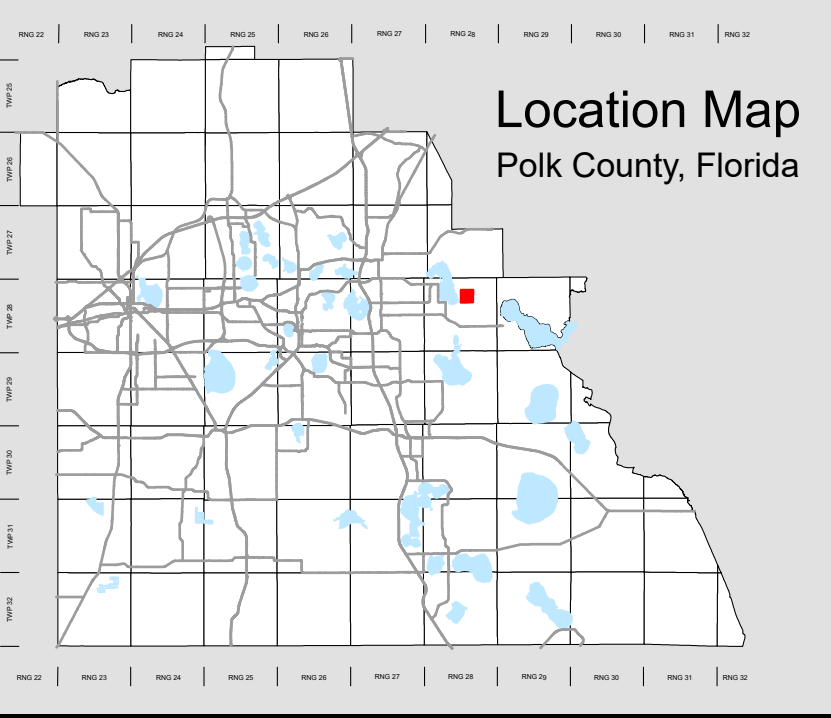 RNG 22 RNG 23 RNG 24 RNG 25 RNG 26 RNG 27 RNG 28 RNG 29 RNG 30 RNG 31 RNG 32
TWP 25
Location Map
Polk County, Florida
TWP 26
TWP 27
TWP 28
TWP 29
TWP 30
TWP 31
TWP 32
RNG 22 RNG 23 RNG 24 RNG 25 RNG 26 RNG 27 RNG 28 RNG 29 RNG 30 RNG 31 RNG 32